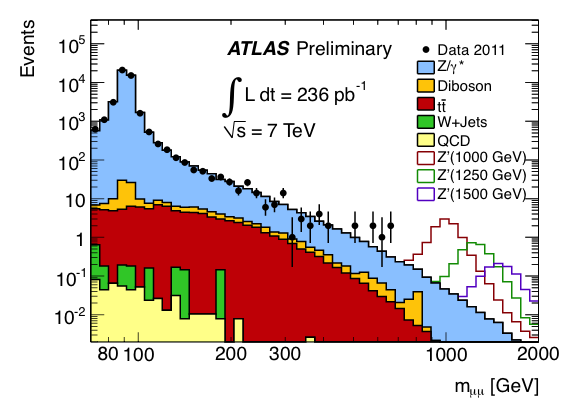 Events
10⁵
10⁴
10³
10²
10
1
10⁻¹
10⁻²
ATLAS Preliminary
∫ L dt = 236 pb⁻¹
√s = 7 TeV
Data 2011
Z/γ*
Diboson
tt̄
W+Jets
QCD
Z'(1000 GeV)
Z'(1250 GeV)
Z'(1500 GeV)
80 100 200 300 1000 2000
m_μμ [GeV]